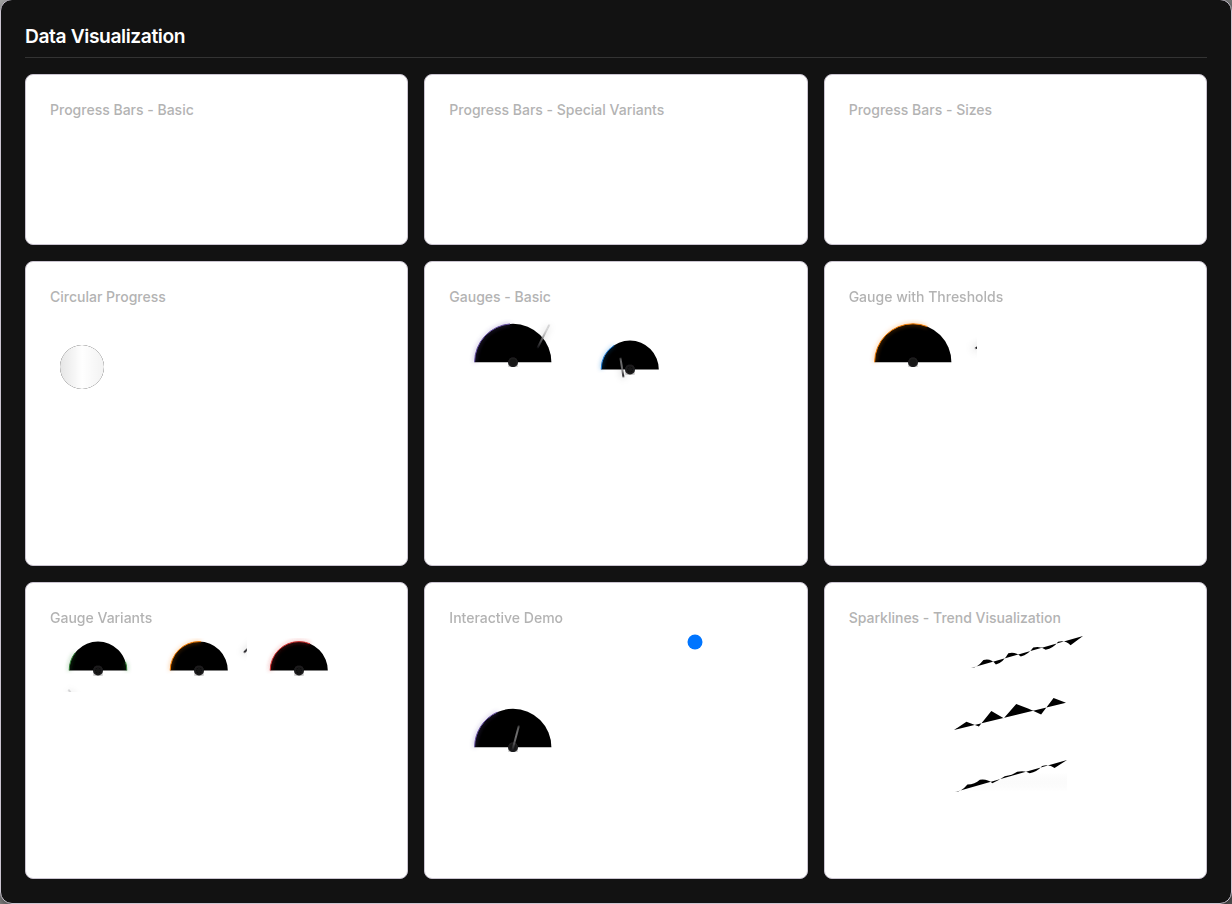 Data Visualization
Progress Bars - Basic
Progress Bars - Special Variants
Progress Bars - Sizes
Circular Progress
Gauges - Basic
Gauge with Thresholds
Gauge Variants
Interactive Demo
Sparklines - Trend Visualization